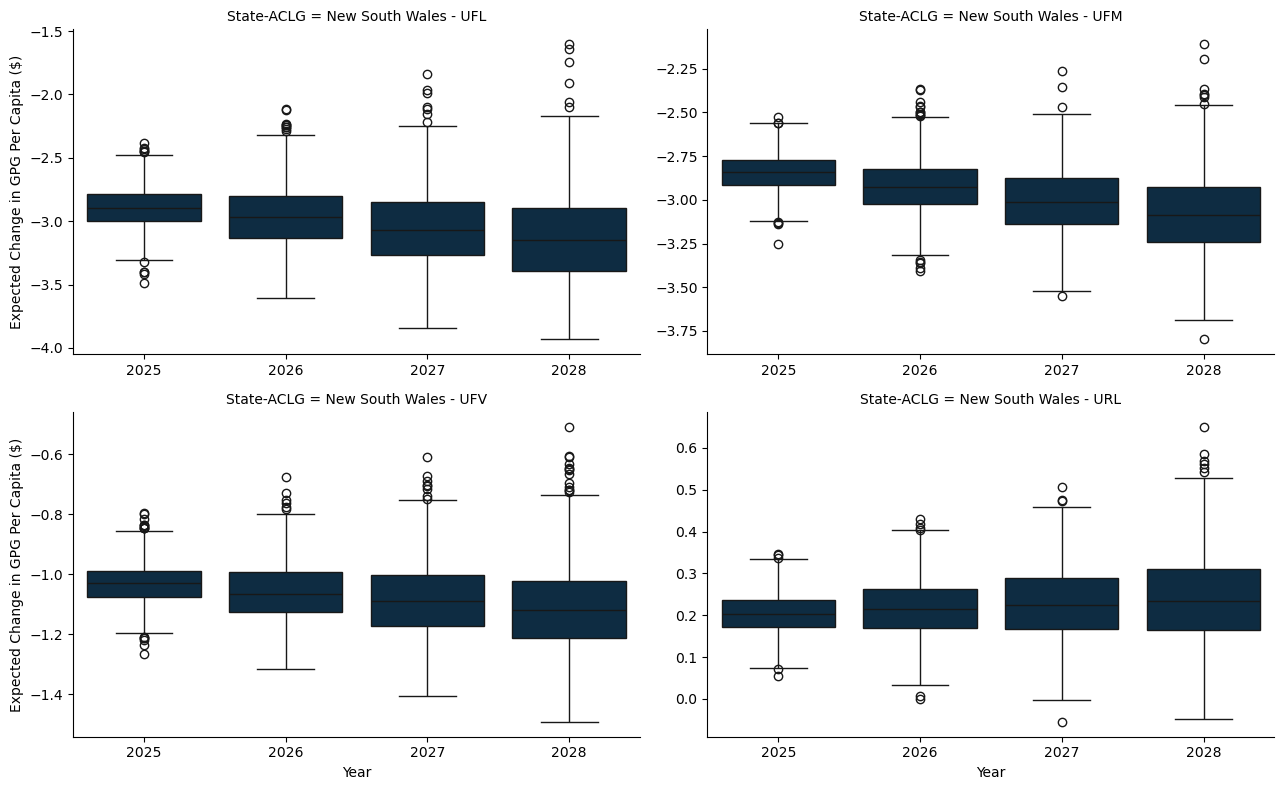 State-ACLG = New South Wales - UFL
Expected Change in GPG Per Capita ($)
−1.5
−2.0
−2.5
−3.0
−3.5
−4.0
2025 2026 2027 2028
State-ACLG = New South Wales - UFM
−2.25
−2.50
−2.75
−3.00
−3.25
−3.50
−3.75
2025 2026 2027 2028
State-ACLG = New South Wales - UFV
Expected Change in GPG Per Capita ($)
−0.6
−0.8
−1.0
−1.2
−1.4
2025 2026 2027 2028
Year
State-ACLG = New South Wales - URL
0.6
0.5
0.4
0.3
0.2
0.1
0.0
2025 2026 2027 2028
Year